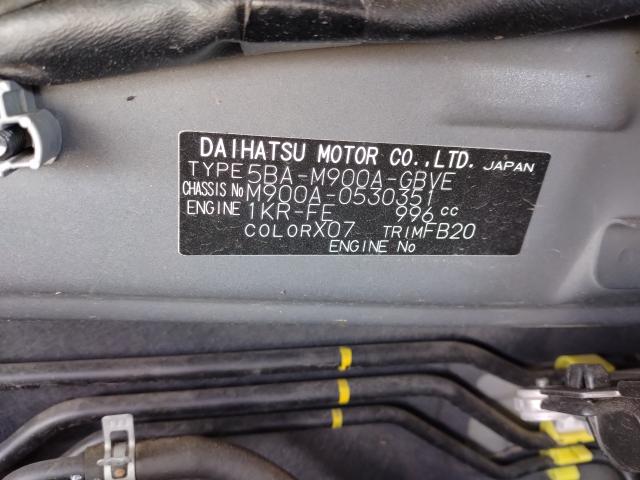 DAIHATSU MOTOR CO.,LTD. JAPAN
TYPE 5BA-M900A-GBVE
CHASSIS No M900A-0530351
ENGINE 1KR-FE 996 cc
COLOR X07 TRIM FB20
ENGINE No